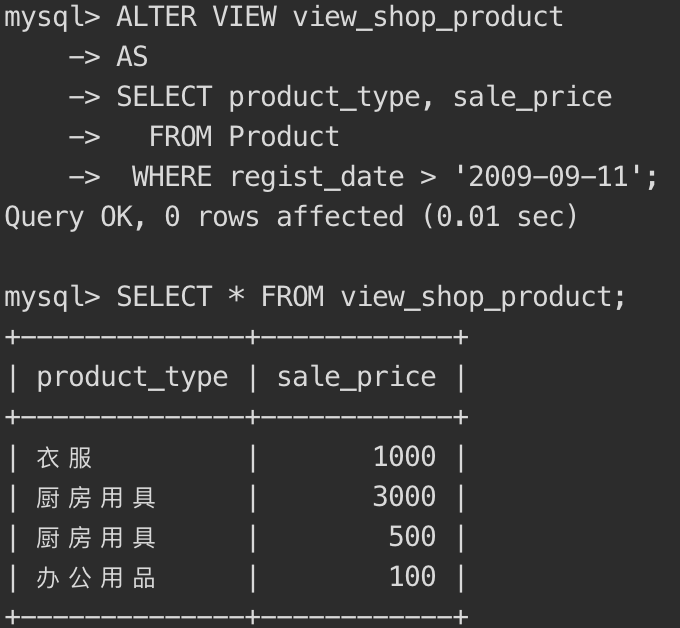 mysql> ALTER VIEW view_shop_product
    -> AS
    -> SELECT product_type, sale_price
    ->   FROM Product
    ->  WHERE regist_date > '2009-09-11';
Query OK, 0 rows affected (0.01 sec)

mysql> SELECT * FROM view_shop_product;
+--------------+------------+
| product_type | sale_price |
+--------------+------------+
| 衣服          |       1000 |
| 厨房用具      |       3000 |
| 厨房用具      |        500 |
| 办公用品      |        100 |
+--------------+------------+